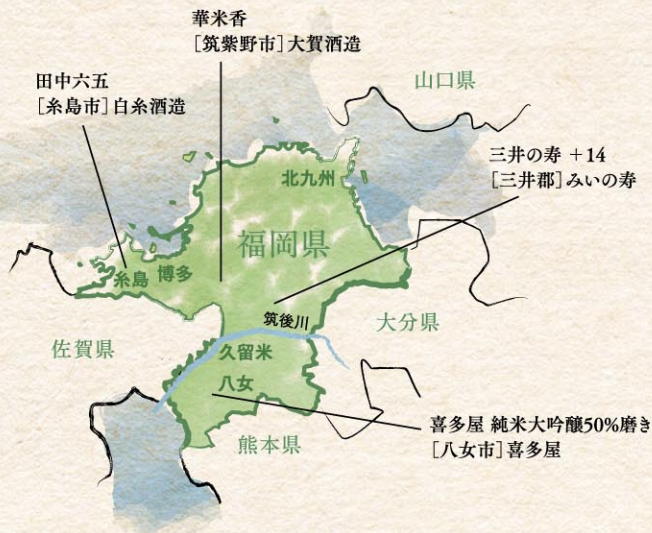 華米香
[筑紫野市]大賀酒造
田中六五
[糸島市]白糸酒造
山口県
三井の寿 +14
[三井郡]みいの寿
北九州
福岡県
博多
糸島
筑後川
大分県
佐賀県
久留米
八女
喜多屋 純米大吟醸50%磨き
[八女市]喜多屋
熊本県